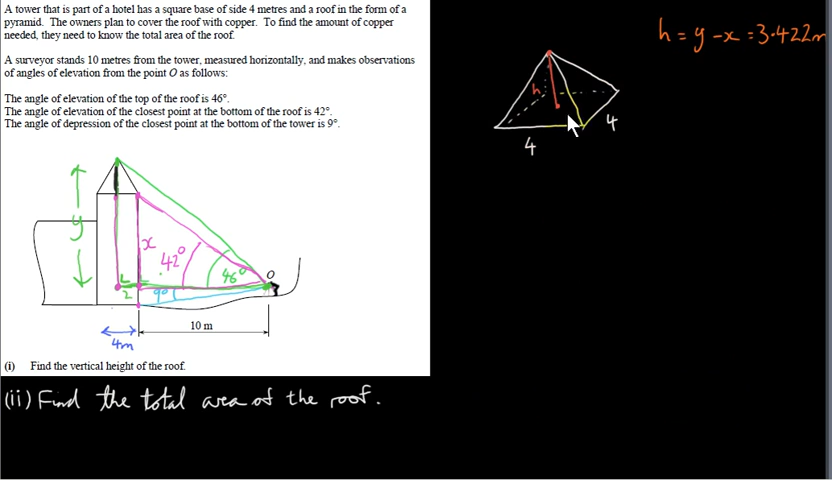 A tower that is part of a hotel has a square base of side 4 metres and a roof in the form of a
pyramid. The owners plan to cover the roof with copper. To find the amount of copper
needed, they need to know the total area of the roof.
A surveyor stands 10 metres from the tower, measured horizontally, and makes observations
of angles of elevation from the point O as follows:
The angle of elevation of the top of the roof is 46°.
The angle of elevation of the closest point at the bottom of the roof is 42°.
The angle of depression of the closest point at the bottom of the tower is 9°.
h = y - x = 3.422m
h
4
4
y
x
42°
46°
O
2
9°
10 m
4m
(i) Find the vertical height of the roof.
(ii) Find the total area of the roof.